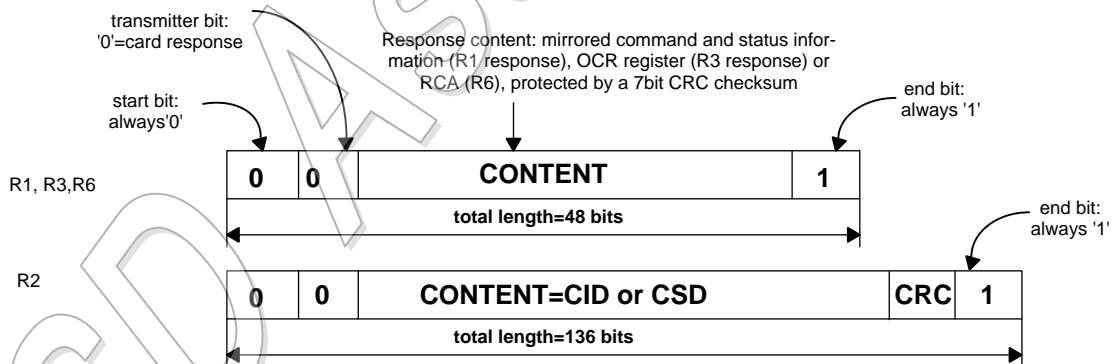 transmitter bit:
'0'=card response
Response content: mirrored command and status infor-
mation (R1 response), OCR register (R3 response) or
RCA (R6), protected by a 7bit CRC checksum
start bit:
always'0'
end bit:
always '1'
R1, R3,R6
0 0 CONTENT 1
total length=48 bits
end bit:
always '1'
R2
0 0 CONTENT=CID or CSD CRC 1
total length=136 bits